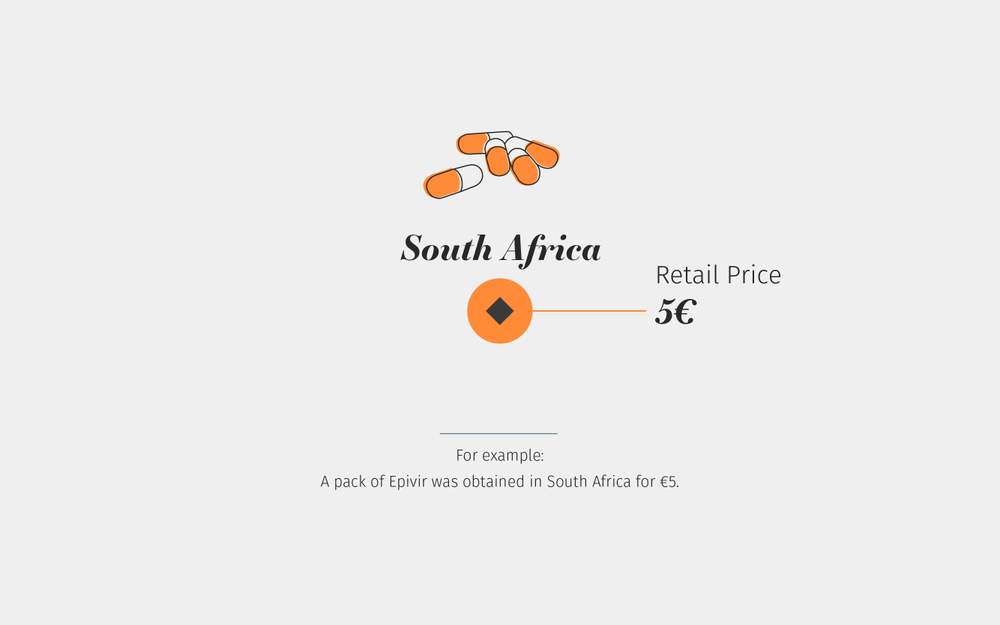 South Africa
Retail Price
5€
For example:
A pack of Epivir was obtained in South Africa for €5.